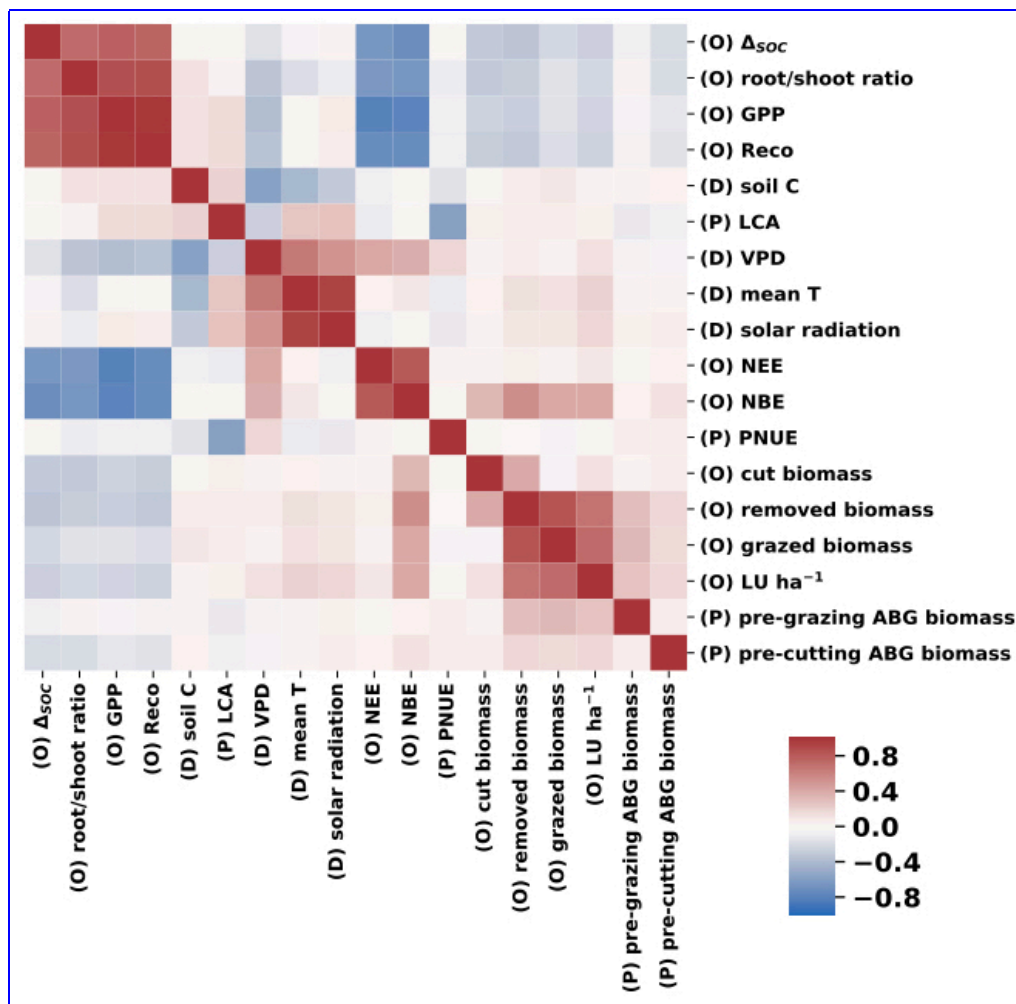 (O) ΔSOC
(O) root/shoot ratio
(O) GPP
(O) Reco
(D) soil C
(P) LCA
(D) VPD
(D) mean T
(D) solar radiation
(O) NEE
(O) NBE
(P) PNUE
(O) cut biomass
(O) removed biomass
(O) grazed biomass
(O) LU ha⁻¹
(P) pre-grazing ABG biomass
(P) pre-cutting ABG biomass
(O) ΔSOC
(O) root/shoot ratio
(O) GPP
(O) Reco
(D) soil C
(P) LCA
(D) VPD
(D) mean T
(D) solar radiation
(O) NEE
(O) NBE
(P) PNUE
(O) cut biomass
(O) removed biomass
(O) grazed biomass
(O) LU ha⁻¹
(P) pre-grazing ABG biomass
(P) pre-cutting ABG biomass
0.8
0.4
0.0
−0.4
−0.8